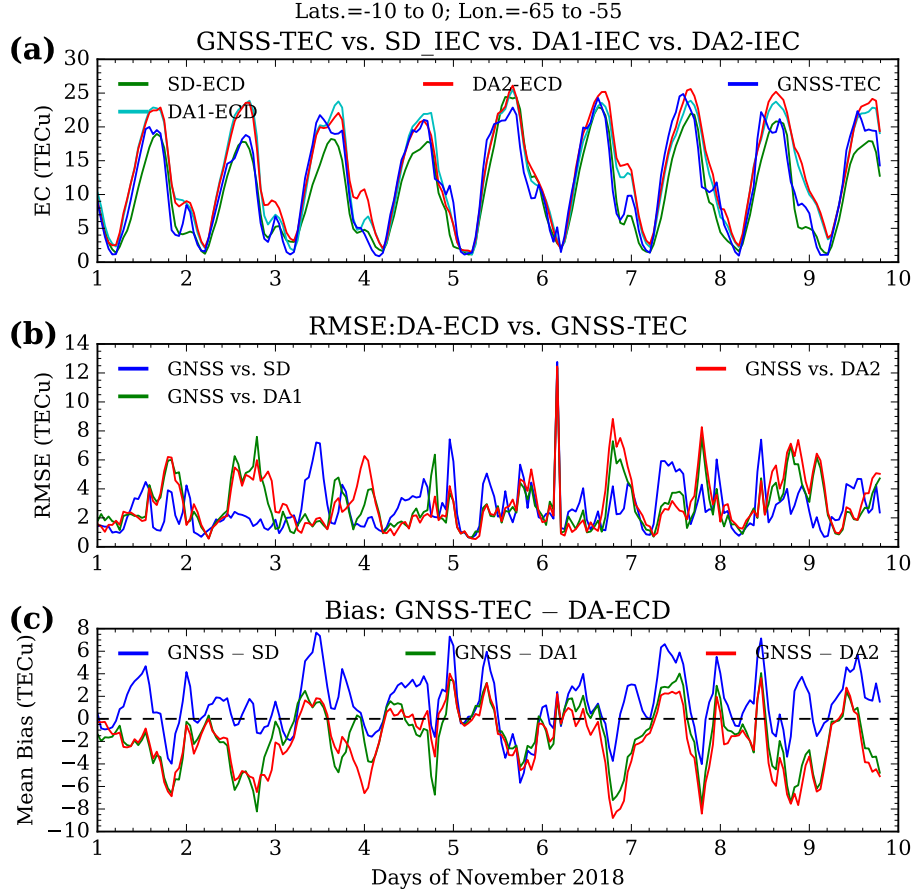 Lats.=-10 to 0; Lon.=-65 to -55
(a)
GNSS-TEC vs. SD_IEC vs. DA1-IEC vs. DA2-IEC
EC (TECu)
30
25
20
15
10
5
0
SD-ECD
DA1-ECD
DA2-ECD
GNSS-TEC
1 2 3 4 5 6 7 8 9 10
(b)
RMSE:DA-ECD vs. GNSS-TEC
RMSE (TECu)
14
12
10
8
6
4
2
0
GNSS vs. SD
GNSS vs. DA1
GNSS vs. DA2
1 2 3 4 5 6 7 8 9 10
(c)
Bias: GNSS-TEC − DA-ECD
Mean Bias (TECu)
8
6
4
2
0
−2
−4
−6
−8
−10
GNSS − SD
GNSS − DA1
GNSS − DA2
1 2 3 4 5 6 7 8 9 10
Days of November 2018